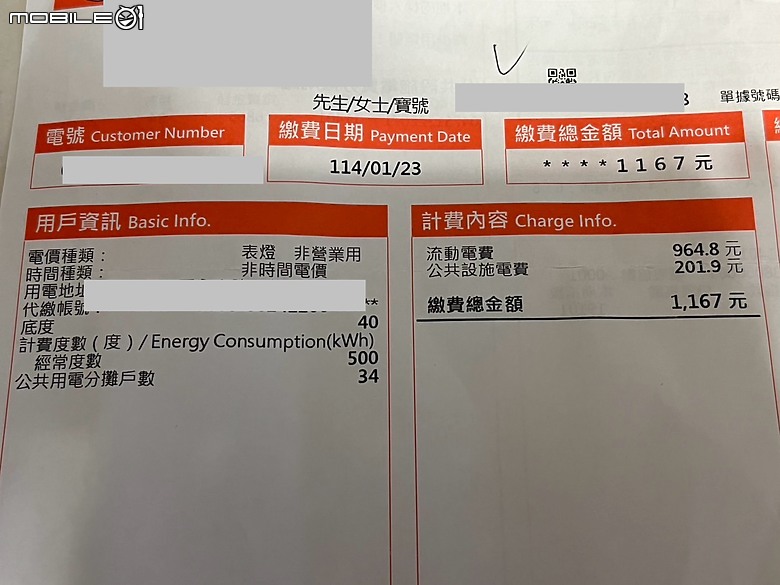 MOBILE01
先生/女士/寶號
8 單據號碼
電號 Customer Number
繳費日期 Payment Date
114/01/23
繳費總金額 Total Amount
****1167元
用戶資訊 Basic Info.
電價種類： 表燈 非營業用
時間種類： 非時間電價
用電地址
代繳帳號： **
底度 40
計費度數(度)/Energy Consumption(kWh)
經常度數 500
公共用電分攤戶數 34
計費內容 Charge Info.
流動電費 964.8 元
公共設施電費 201.9 元
繳費總金額 1,167 元